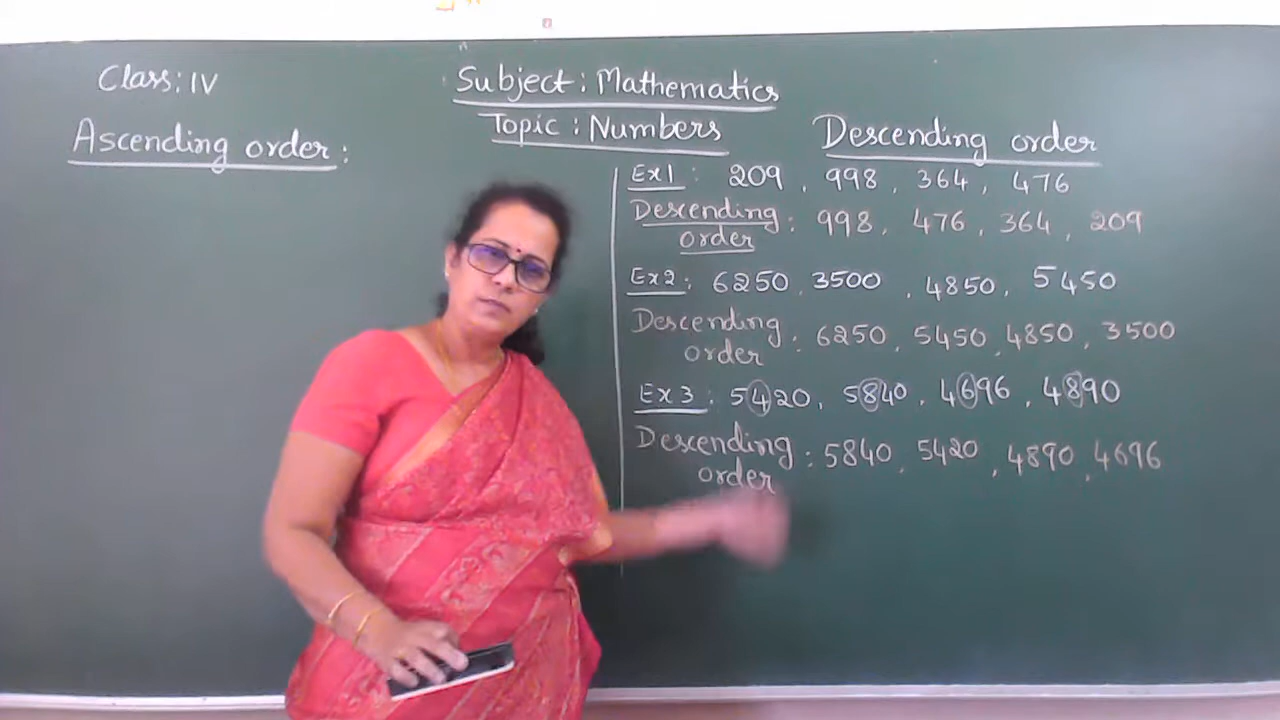 Class: IV
Subject: Mathematics
Topic: Numbers
Ascending order:
Descending order
Ex1: 209, 998, 364, 476
Descending order: 998, 476, 364, 209
Ex2: 6250, 3500, 4850, 5450
Descending order: 6250, 5450, 4850, 3500
Ex 3: 5420, 5840, 4696, 4890
Descending order: 5840, 5420, 4890, 4696